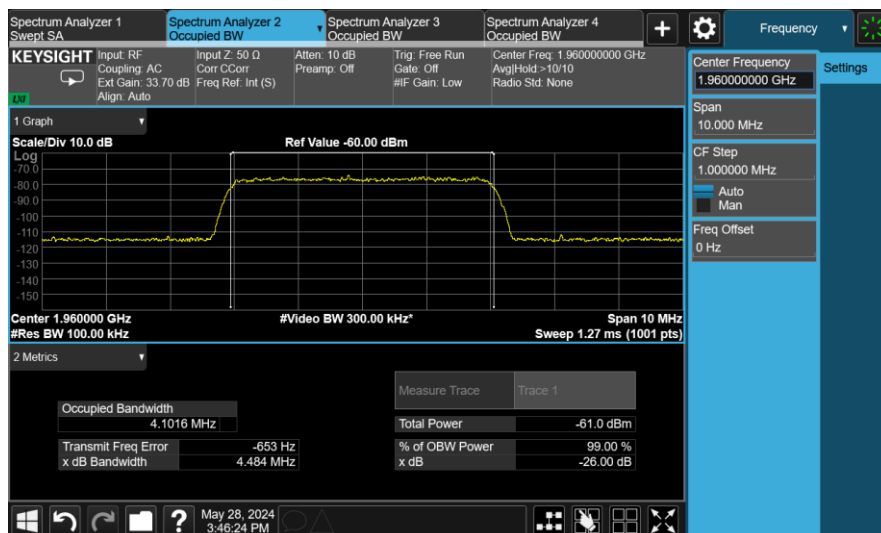 Spectrum Analyzer 1
Swept SA
Spectrum Analyzer 2
Occupied BW
Spectrum Analyzer 3
Occupied BW
Spectrum Analyzer 4
Occupied BW
+
Frequency
KEYSIGHT
Input: RF
Coupling: AC
Ext Gain: 33.70 dB
Align: Auto
LXI
Input Z: 50 Ω
Corr CCorr
Freq Ref: Int (S)
Atten: 10 dB
Preamp: Off
Trig: Free Run
Gate: Off
#IF Gain: Low
Center Freq: 1.960000000 GHz
Avg|Hold:>10/10
Radio Std: None
Center Frequency
1.960000000 GHz
Settings
Span
10.000 MHz
CF Step
1.000000 MHz
Auto
Man
Freq Offset
0 Hz
1 Graph
Scale/Div 10.0 dB
Ref Value -60.00 dBm
Log
-70.0
-80.0
-90.0
-100
-110
-120
-130
-140
-150
Center 1.960000 GHz
#Video BW 300.00 kHz*
Span 10 MHz
#Res BW 100.00 kHz
Sweep 1.27 ms (1001 pts)
2 Metrics
Measure Trace
Trace 1
Occupied Bandwidth
4.1016 MHz
Total Power
-61.0 dBm
Transmit Freq Error
-653 Hz
% of OBW Power
99.00 %
x dB Bandwidth
4.484 MHz
x dB
-26.00 dB
?
May 28, 2024
3:46:24 PM